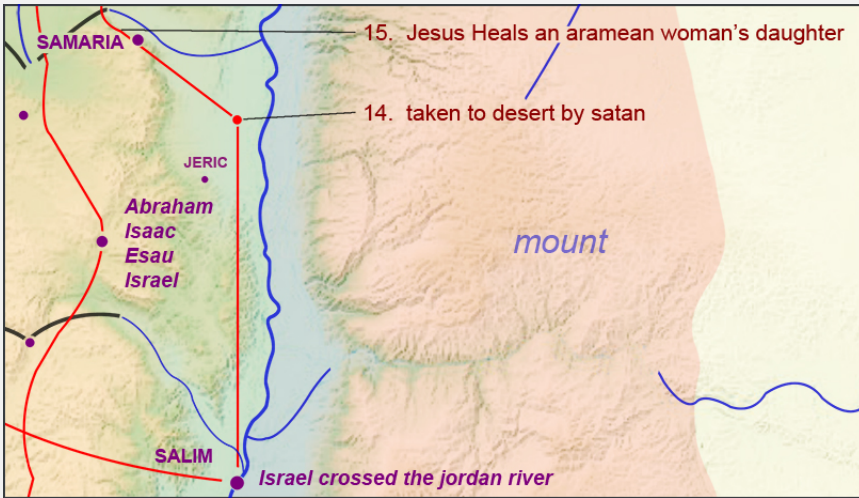 15. Jesus Heals an aramean woman's daughter
SAMARIA
14. taken to desert by satan
JERIC
Abraham
Isaac
Esau
Israel
mount
SALIM
Israel crossed the jordan river